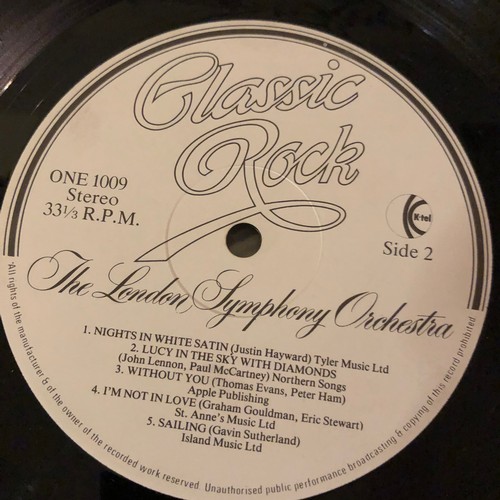 Classic
Rock
ONE 1009
Stereo
33⅓ R.P.M.
K-tel
Side 2
The London Symphony Orchestra
1. NIGHTS IN WHITE SATIN (Justin Hayward) Tyler Music Ltd
2. LUCY IN THE SKY WITH DIAMONDS
(John Lennon, Paul McCartney) Northern Songs
3. WITHOUT YOU (Thomas Evans, Peter Ham)
Apple Publishing
4. I'M NOT IN LOVE (Graham Gouldman, Eric Stewart)
St. Anne's Music Ltd
5. SAILING (Gavin Sutherland)
Island Music Ltd
All rights of the manufacturer & of the owner of the recorded work reserved. Unauthorised public performance broadcasting & copying of this record prohibited